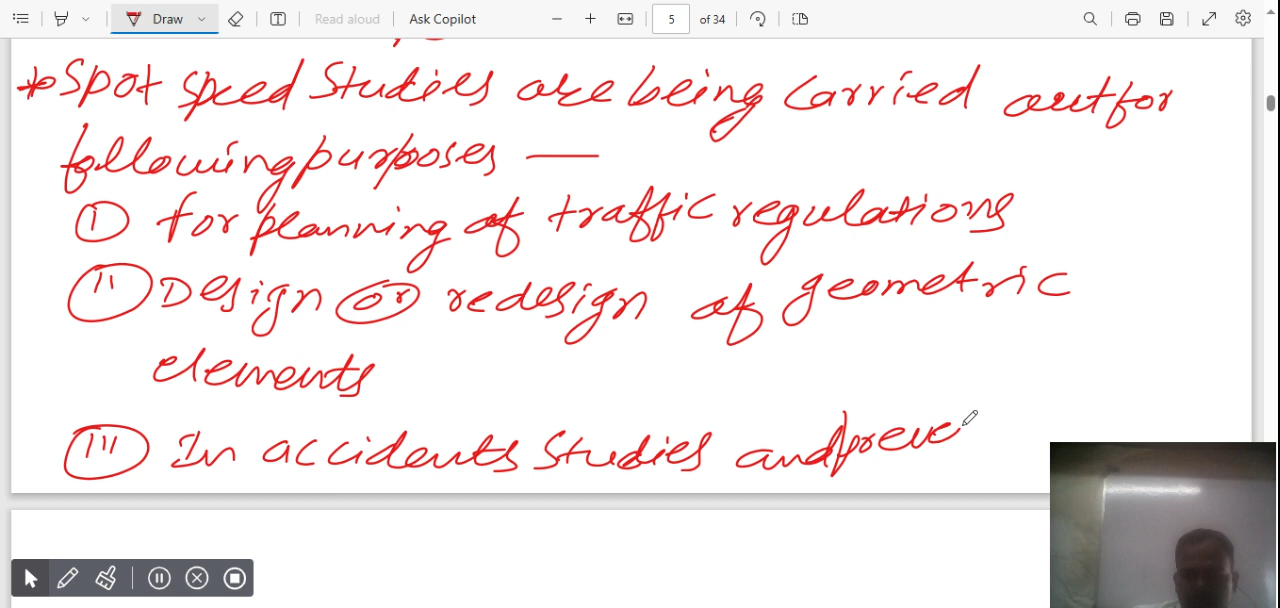 Draw
Read aloud
Ask Copilot
5
of 34
*Spot Speed Studies are being carried out for
following purposes —
(i) for planning of traffic regulations
(ii) Design (or) redesign of geometric
elements
(iii) In accidents Studies and preve